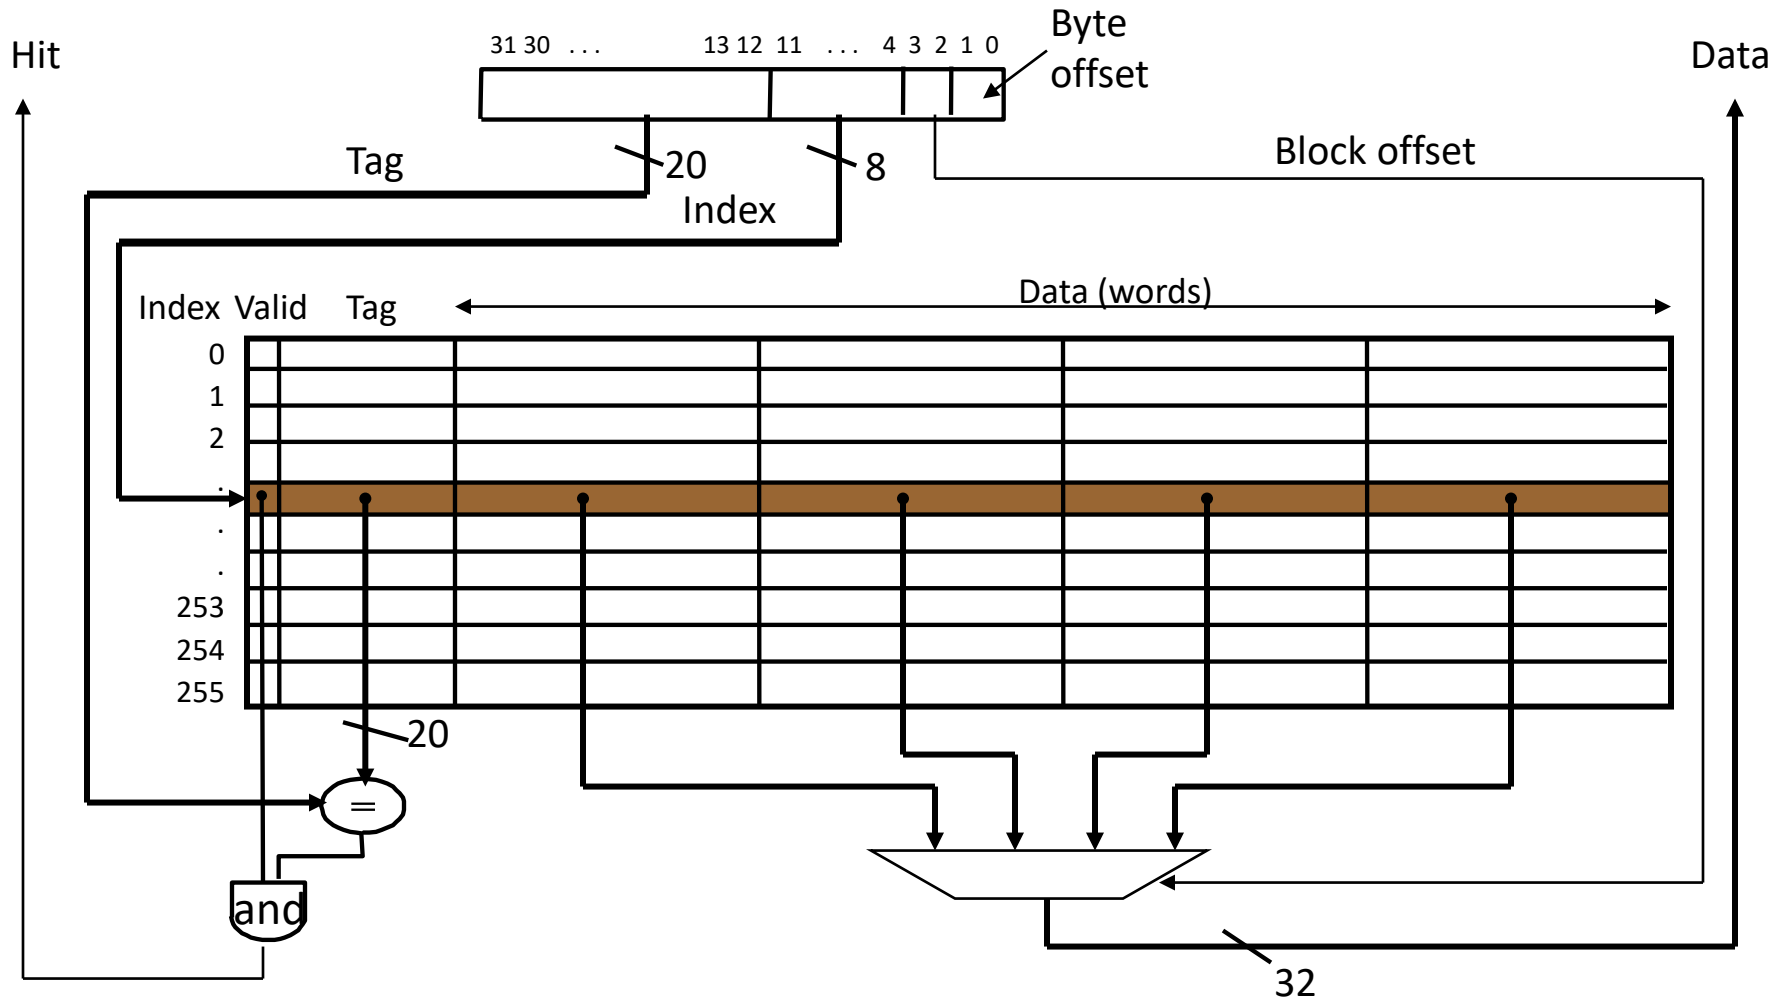 Hit
31 30 . . . 13 12 11 . . . 4 3 2 1 0
Byte
offset
Data
Tag
20
8
Block offset
Index
Index Valid Tag
Data (words)
0
1
2
.
.
.
253
254
255
20
=
and
32